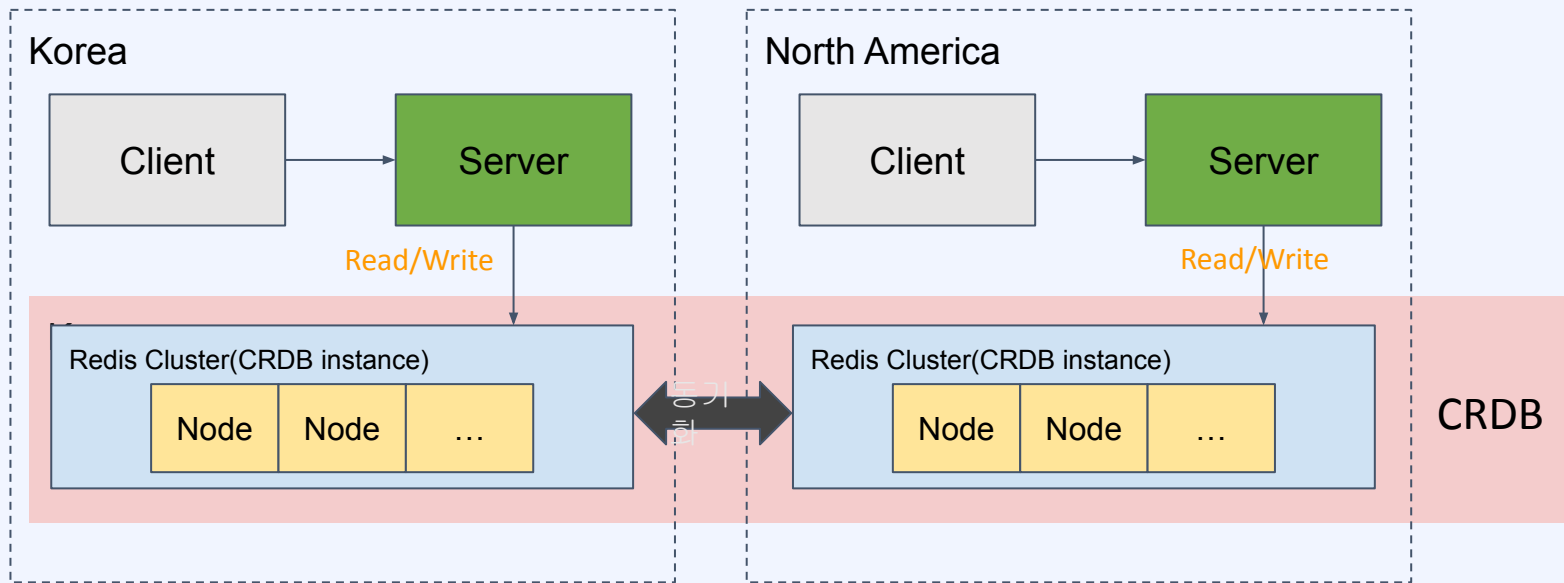 Korea
North America
Client
Server
Client
Server
Read/Write
Read/Write
Redis Cluster(CRDB instance)
Node
Node
…
동기
화
Redis Cluster(CRDB instance)
Node
Node
…
CRDB